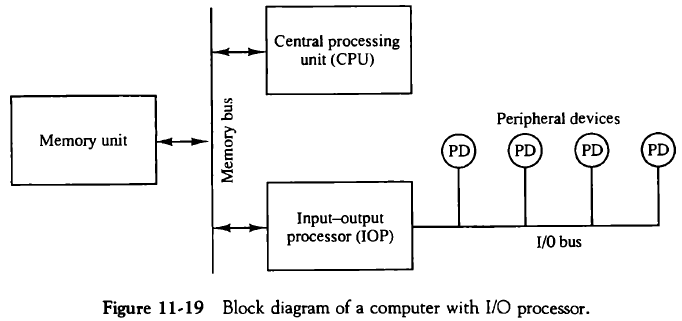 Central processing
unit (CPU)
Memory unit
Memory bus
Peripheral devices
PD PD PD PD
Input–output
processor (IOP)
I/0 bus
Figure 11-19 Block diagram of a computer with I/O processor.